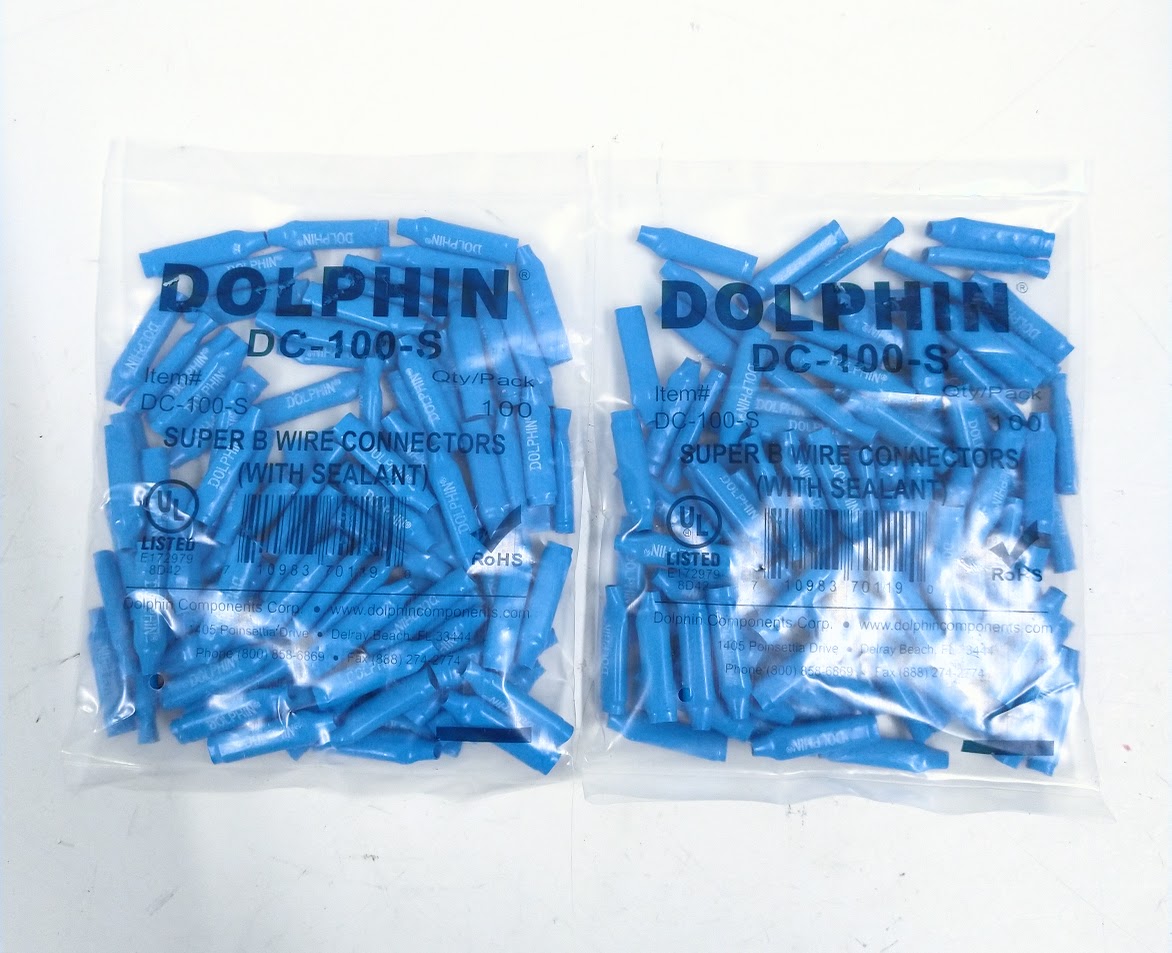 DOLPHIN®
DC-100-S
Item# Qty/Pack
DC-100-S 100
SUPER B WIRE CONNECTORS
(WITH SEALANT)
UL
LISTED
E172979
8D42
7 10983 70119
RoHS
Dolphin Components Corp. • www.dolphincomponents.com
1405 Poinsettia Drive • Delray Beach, FL 33444
Phone (800) 858-6869 • Fax (888) 274-2774
DOLPHIN®
DC-100-S
Item# Qty/Pack
DC-100-S 100
SUPER B WIRE CONNECTORS
(WITH SEALANT)
UL
LISTED
E172979
8D42
7 10983 70119
RoHS
Dolphin Components Corp. • www.dolphincomponents.com
1405 Poinsettia Drive • Delray Beach, FL 33444
Phone (800) 858-6869 • Fax (888) 274-2774